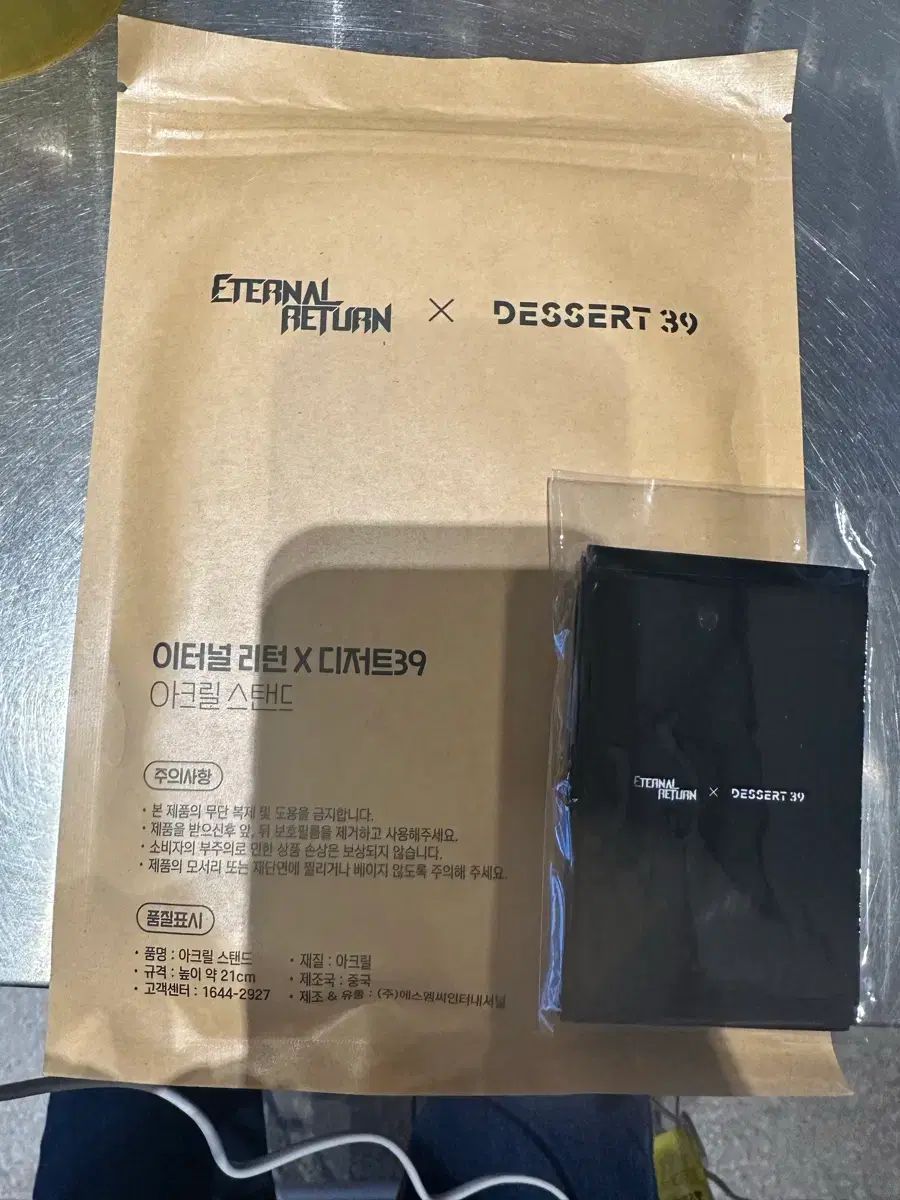 ETERNAL
RETURN
×
DESSERT 39
이터널 리턴 X 디저트39
아크릴 스탠드
주의사항
· 본 제품의 무단 복제 및 도용을 금지합니다.
· 제품을 받으신후 앞, 뒤 보호필름을 제거하고 사용해주세요.
· 소비자의 부주의로 인한 상품 손상은 보상되지 않습니다.
· 제품의 모서리 또는 재단면에 찔리거나 베이지 않도록 주의해 주세요.
품질표시
· 품명 : 아크릴 스탠드
· 규격 : 높이 약 21cm
· 고객센터 : 1644-2927
· 재질 : 아크릴
· 제조국 : 중국
· 제조 & 유통 : (주)에스엠씨인터내셔널
ETERNAL
RETURN
×
DESSERT 39